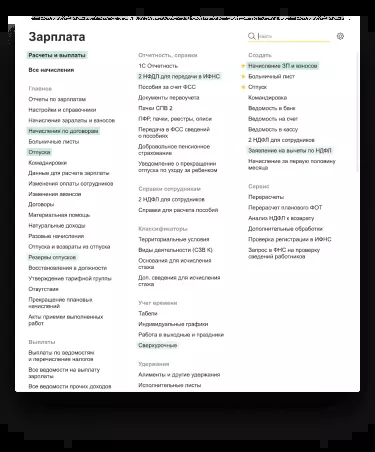 Зарплата
Найти
Расчеты и выплаты
Все начисления
Главное
Отчеты по зарплатам
Настройки и справочники
Начисления зарплаты и взносов
Начисления по договорам
Больничные листы
Отпуска
Командировки
Данные для расчета зарплаты
Изменения оплаты сотрудников
Изменения авансов
Договоры
Материальная помощь
Натуральные доходы
Разовые начисления
Отпуска и возвраты из отпуска
Резервы отпусков
Восстановления в должности
Утверждение тарифной группы
Отсутствия
Прекращение плановых
начислений
Акты приемки выполненных
работ
Выплаты
Выплаты по ведомостям
и перечисление налогов
Все ведомости на выплату
зарплаты
Все ведомости прочих доходов
Отчетность, справки
1С Отчетность
2 НФДЛ для передачи в ИФНС
Пособия за счет ФСС
Документы перерасчета
Пачки СПВ 2
ПФР, пачки, реестры, описи
Передача в ФСС сведений
о пособиях
Добровольное пенсионное
страхование
Уведомление о прекращении
отпуска по уходу за ребенком
Справки сотрудникам
2 НДФЛ для сотрудников
Справки для расчета пособий
Классификаторы
Территориальные условия
Виды деятельности (СЗВ К)
Основания для исчисления
стажа
Доп. сведения для исчисления
стажа
Учет времени
Табели
Индивидуальные графики
Работа в выходные и праздники
Сверхурочные
Удержания
Алименты и другие удержания
Исполнительные листы
Создать
Начисление ЗП и взносов
Больничный лист
Отпуск
Командировка
Ведомость в банк
Ведомость на счет
Ведомость в кассу
2 НДФЛ для сотрудников
Заявление на вычеты по НДФЛ
Начисление за первую половину
месяца
Сервис
Перерасчеты
Перерасчет планового ФОТ
Анализ НДФЛ к возврату
Дополнительные обработки
Проверка регистрации в ИФНС
Запрос в ФНС на проверку
сведений работников